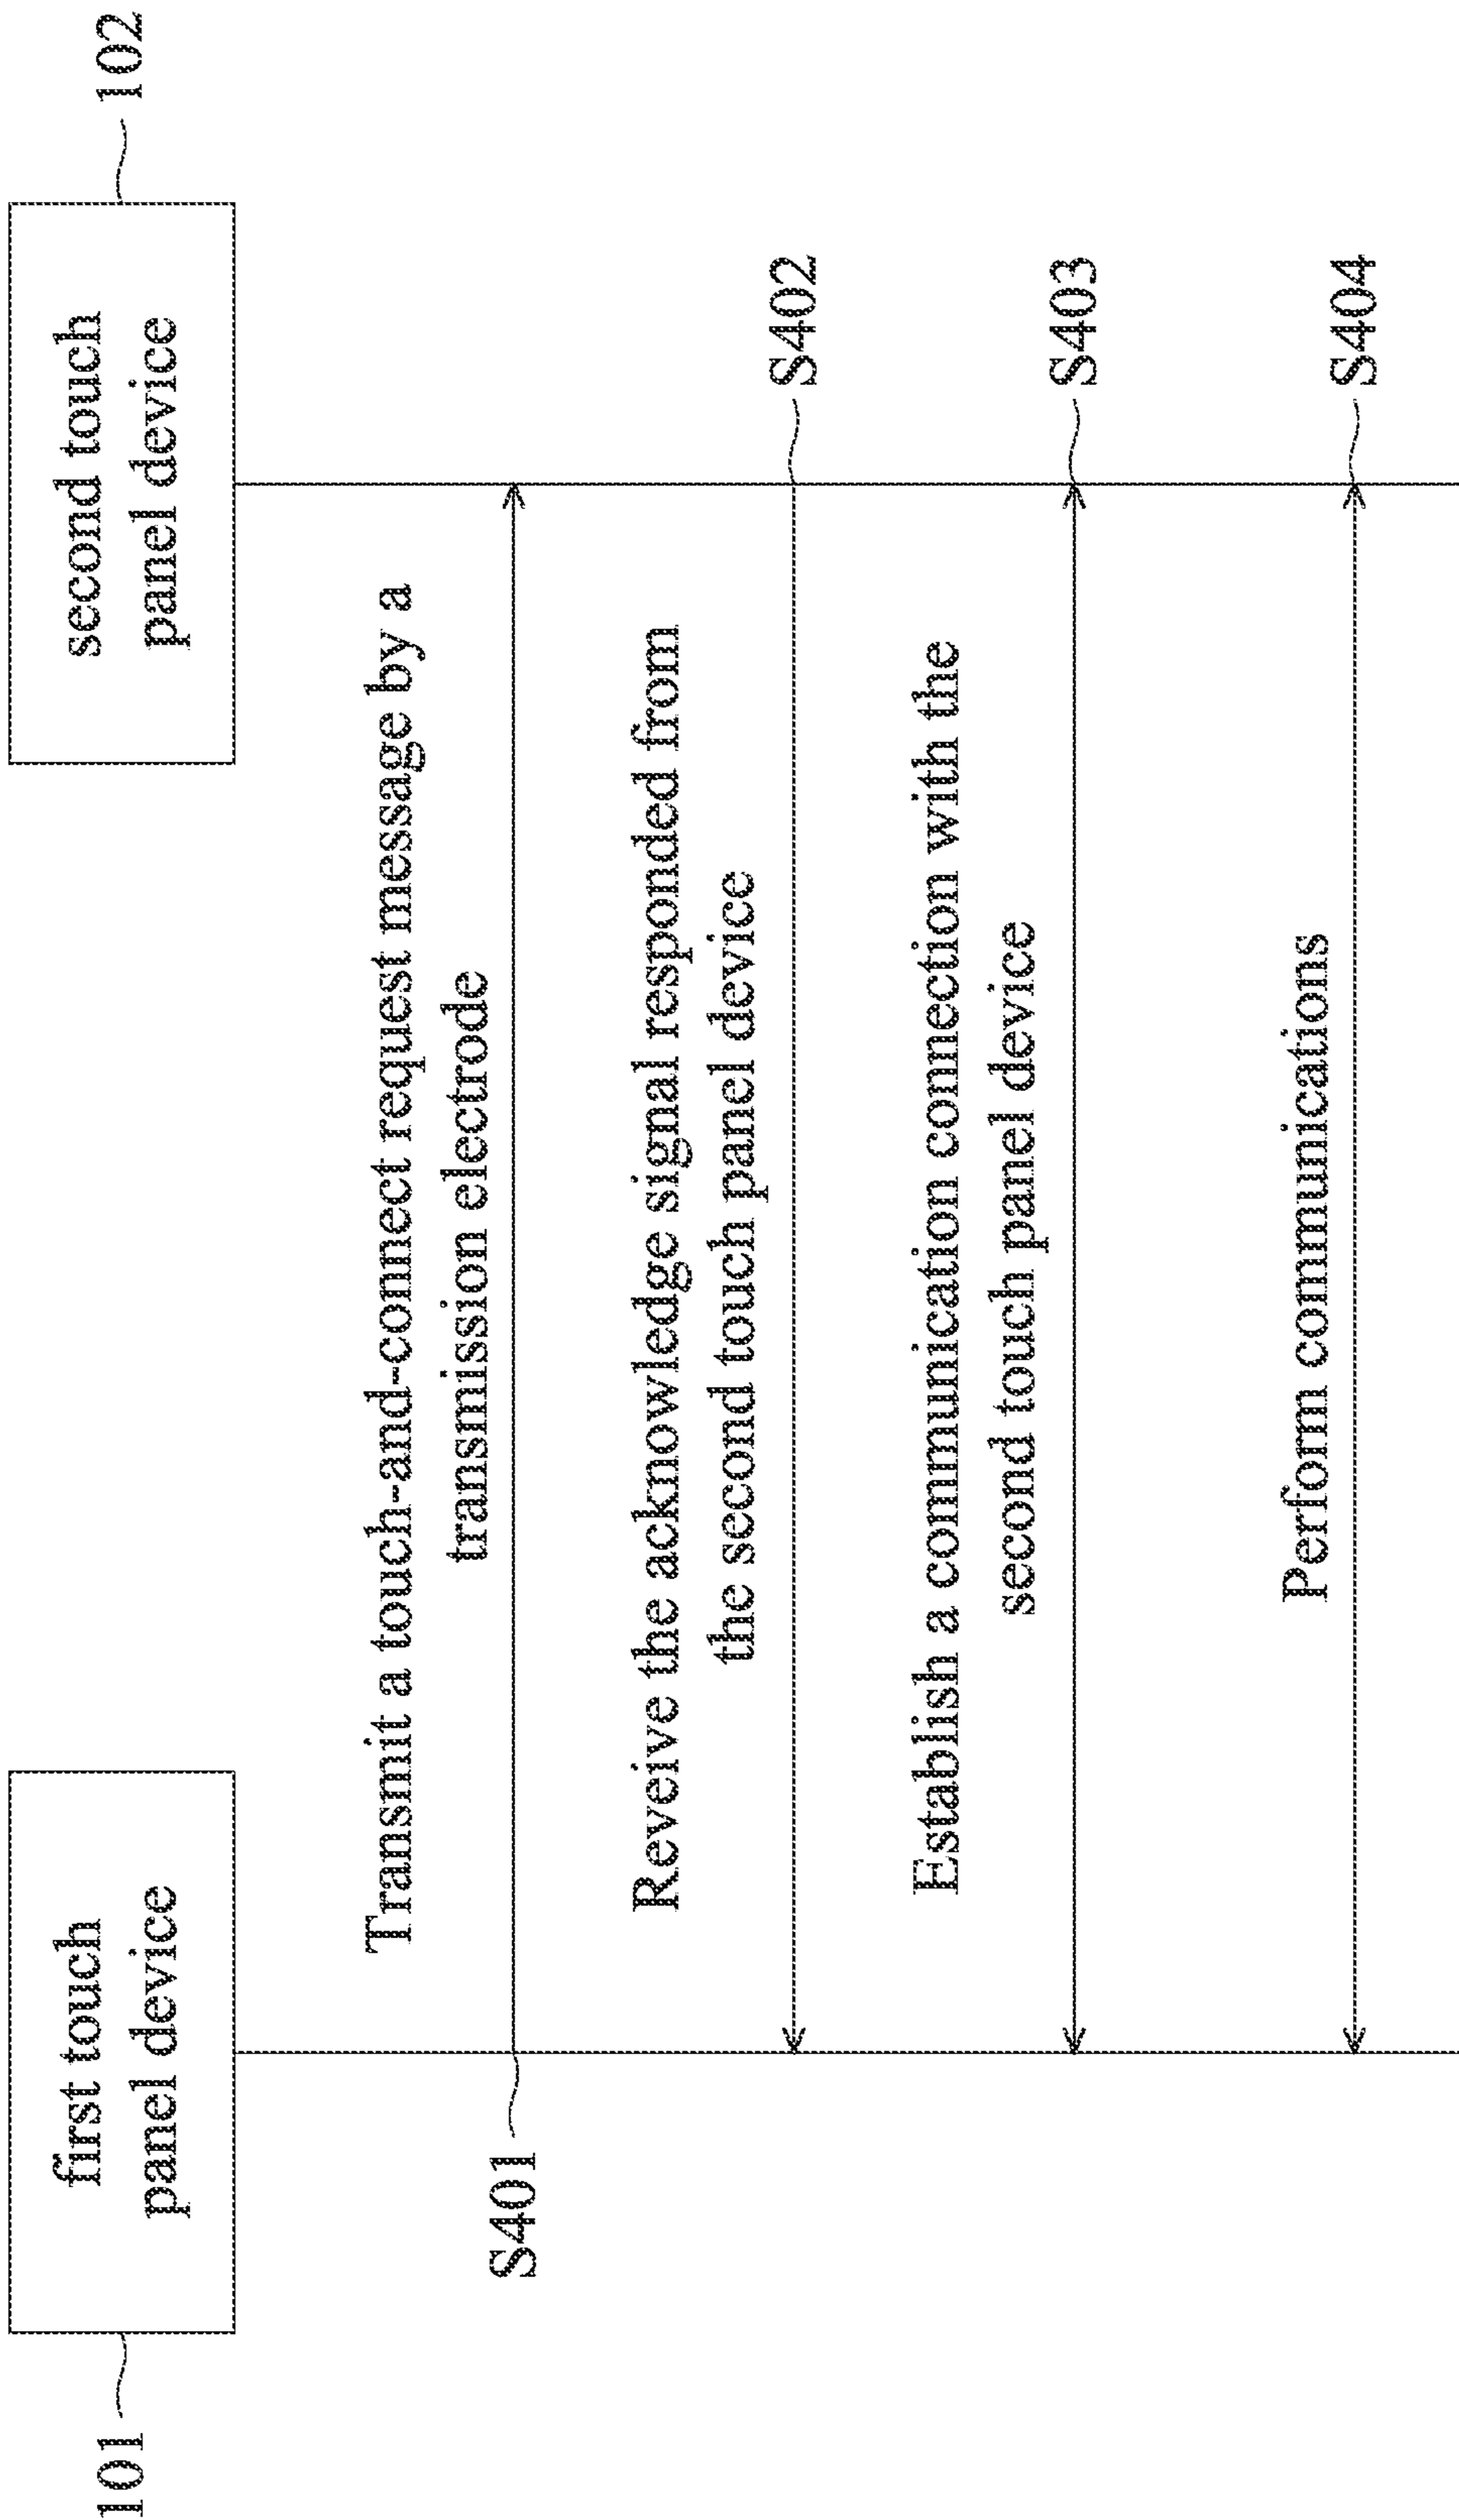 101
first touch
panel device
second touch
panel device
102
Transmit a touch-and-connect request message by a
transmission electrode
S401
Reveive the acknowledge signal responded from
the second touch panel device
S402
Establish a communication connection with the
second touch panel device
S403
Perform communications
S404